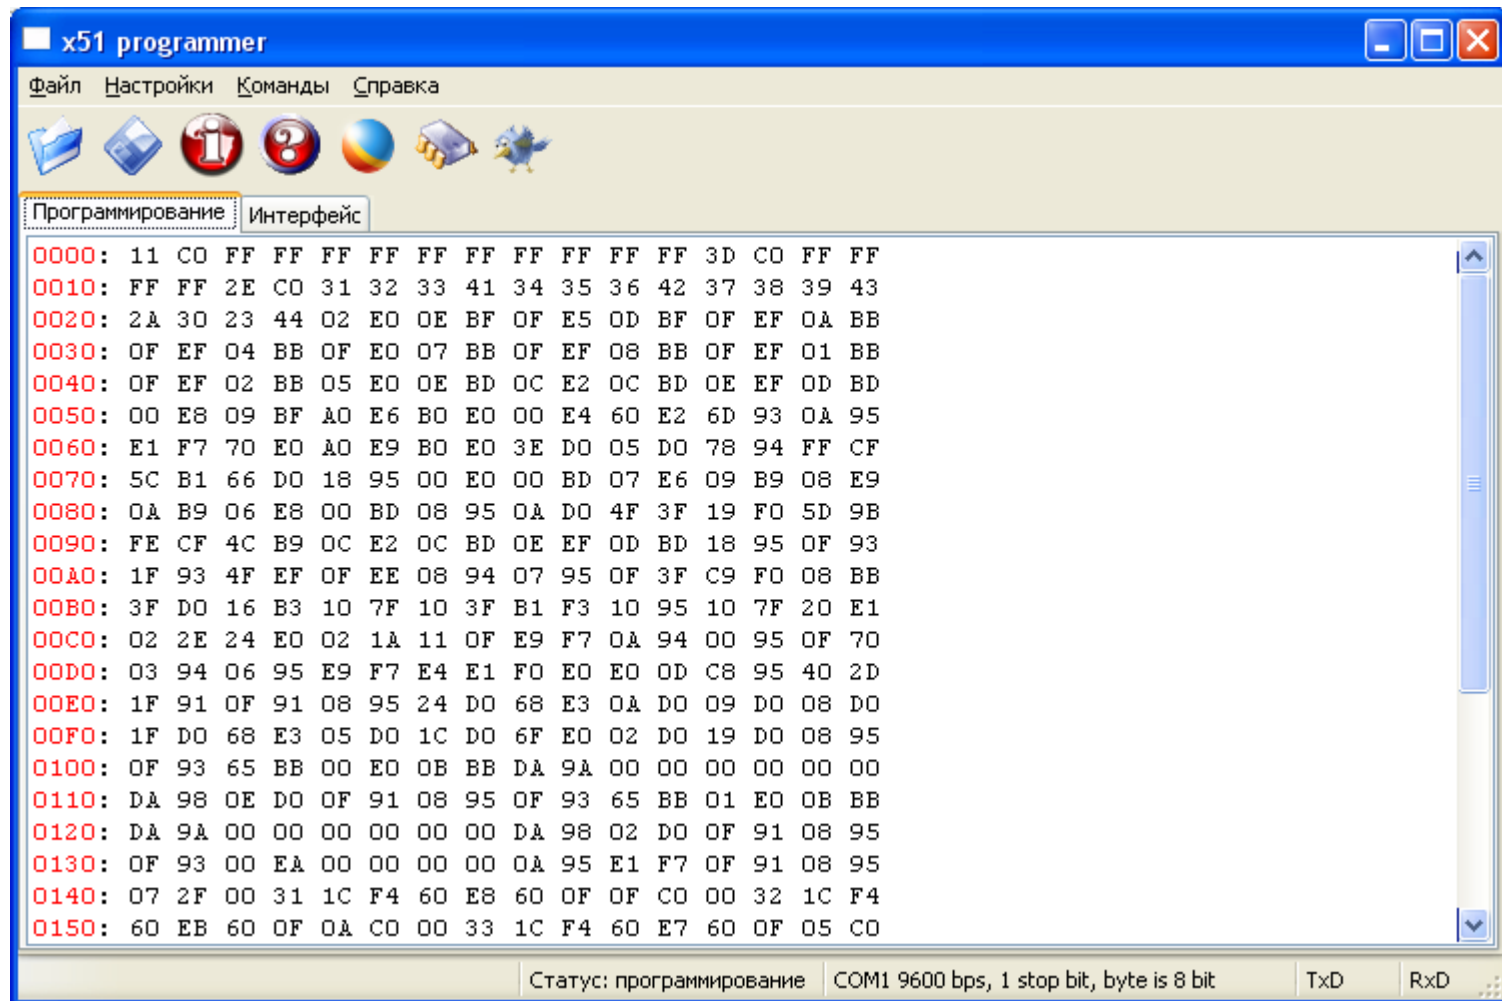 x51 programmer
Файл Настройки Команды Справка
Программирование Интерфейс
0000: 11 C0 FF FF FF FF FF FF FF FF FF FF 3D C0 FF FF
0010: FF FF 2E C0 31 32 33 41 34 35 36 42 37 38 39 43
0020: 2A 30 23 44 02 E0 0E BF 0F E5 0D BF 0F EF 0A BB
0030: 0F EF 04 BB 0F E0 07 BB 0F EF 08 BB 0F EF 01 BB
0040: 0F EF 02 BB 05 E0 0E BD 0C E2 0C BD 0E EF 0D BD
0050: 00 E8 09 BF A0 E6 B0 E0 00 E4 60 E2 6D 93 0A 95
0060: E1 F7 70 E0 A0 E9 B0 E0 3E D0 05 D0 78 94 FF CF
0070: 5C B1 66 D0 18 95 00 E0 00 BD 07 E6 09 B9 08 E9
0080: 0A B9 06 E8 00 BD 08 95 0A D0 4F 3F 19 F0 5D 9B
0090: FE CF 4C B9 0C E2 0C BD 0E EF 0D BD 18 95 0F 93
00A0: 1F 93 4F EF 0F EE 08 94 07 95 0F 3F C9 F0 08 BB
00B0: 3F D0 16 B3 10 7F 10 3F B1 F3 10 95 10 7F 20 E1
00C0: 02 2E 24 E0 02 1A 11 0F E9 F7 0A 94 00 95 0F 70
00D0: 03 94 06 95 E9 F7 E4 E1 F0 E0 E0 0D C8 95 40 2D
00E0: 1F 91 0F 91 08 95 24 D0 68 E3 0A D0 09 D0 08 D0
00F0: 1F D0 68 E3 05 D0 1C D0 6F E0 02 D0 19 D0 08 95
0100: 0F 93 65 BB 00 E0 0B BB DA 9A 00 00 00 00 00 00
0110: DA 98 0E D0 0F 91 08 95 0F 93 65 BB 01 E0 0B BB
0120: DA 9A 00 00 00 00 00 00 DA 98 02 D0 0F 91 08 95
0130: 0F 93 00 EA 00 00 00 00 0A 95 E1 F7 0F 91 08 95
0140: 07 2F 00 31 1C F4 60 E8 60 0F 0F C0 00 32 1C F4
0150: 60 EB 60 0F 0A C0 00 33 1C F4 60 E7 60 0F 05 C0
Статус: программирование COM1 9600 bps, 1 stop bit, byte is 8 bit TxD RxD